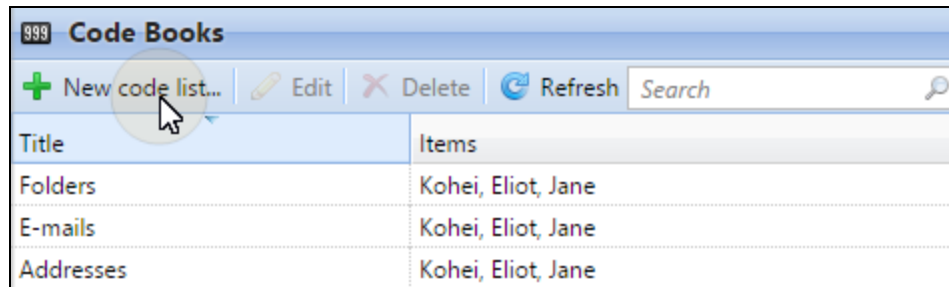 999 Code Books
New code list... Edit Delete Refresh Search
Title Items
Folders Kohei, Eliot, Jane
E-mails Kohei, Eliot, Jane
Addresses Kohei, Eliot, Jane